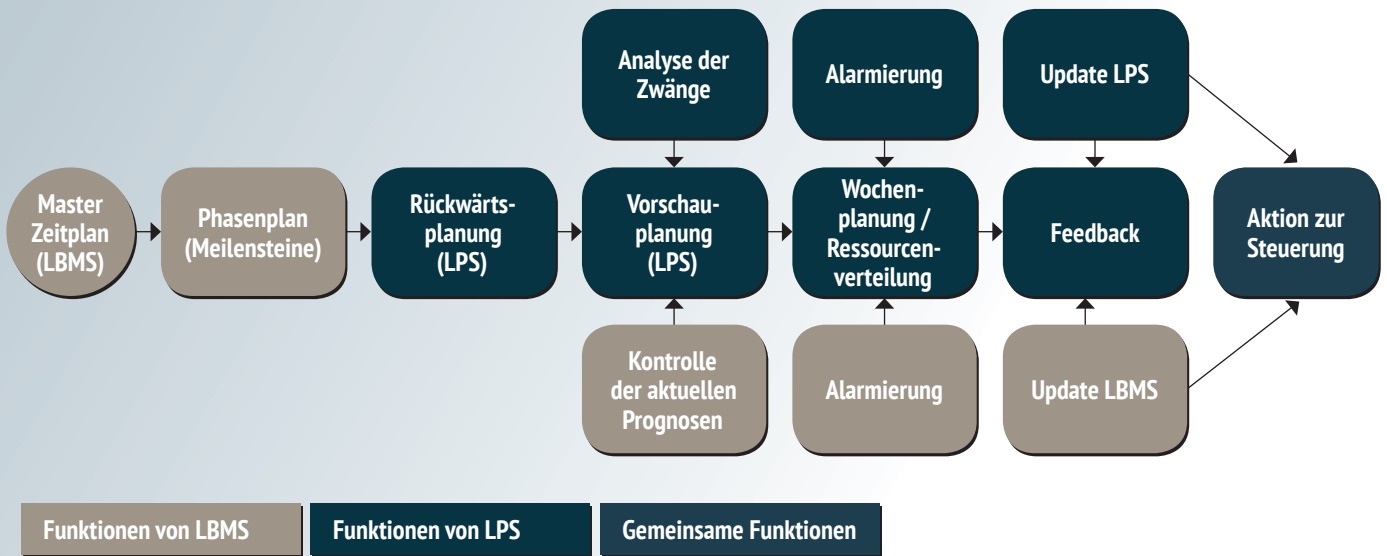 Analyse der
Zwänge
Alarmierung
Update LPS
Master
Zeitplan
(LBMS)
Phasenplan
(Meilensteine)
Rückwärts-
planung
(LPS)
Vorschau-
planung
(LPS)
Wochen-
planung /
Ressourcen-
verteilung
Feedback
Aktion zur
Steuerung
Kontrolle
der aktuellen
Prognosen
Alarmierung
Update LBMS
Funktionen von LBMS
Funktionen von LPS
Gemeinsame Funktionen